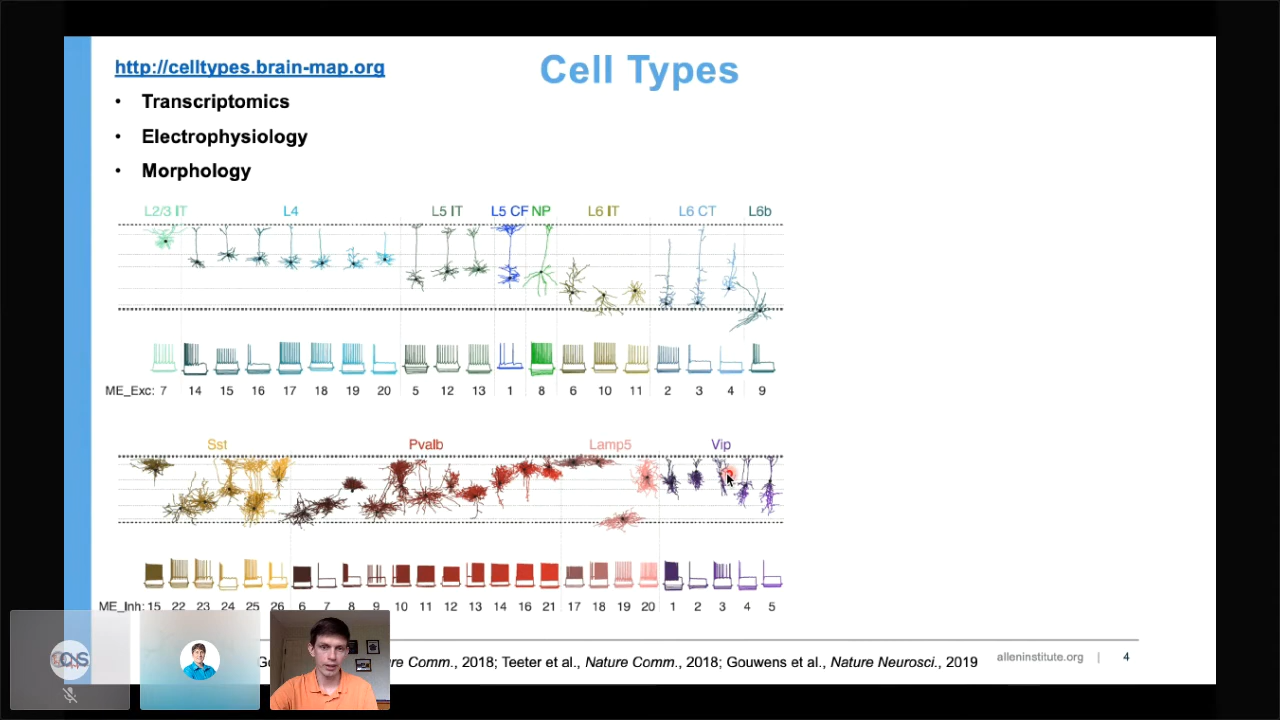 Cell Types
http://celltypes.brain-map.org
• Transcriptomics
• Electrophysiology
• Morphology
L2/3 IT L4 L5 IT L5 CF NP L6 IT L6 CT L6b
ME_Exc: 7 14 15 16 17 18 19 20 5 12 13 1 8 6 10 11 2 3 4 9
Sst Pvalb Lamp5 Vip
ME_Inh: 15 22 23 24 25 26 6 7 8 9 10 11 12 13 14 16 21 17 18 19 20 1 2 3 4 5
Comm., 2018; Teeter et al., Nature Comm., 2018; Gouwens et al., Nature Neurosci., 2019
alleninstitute.org | 4